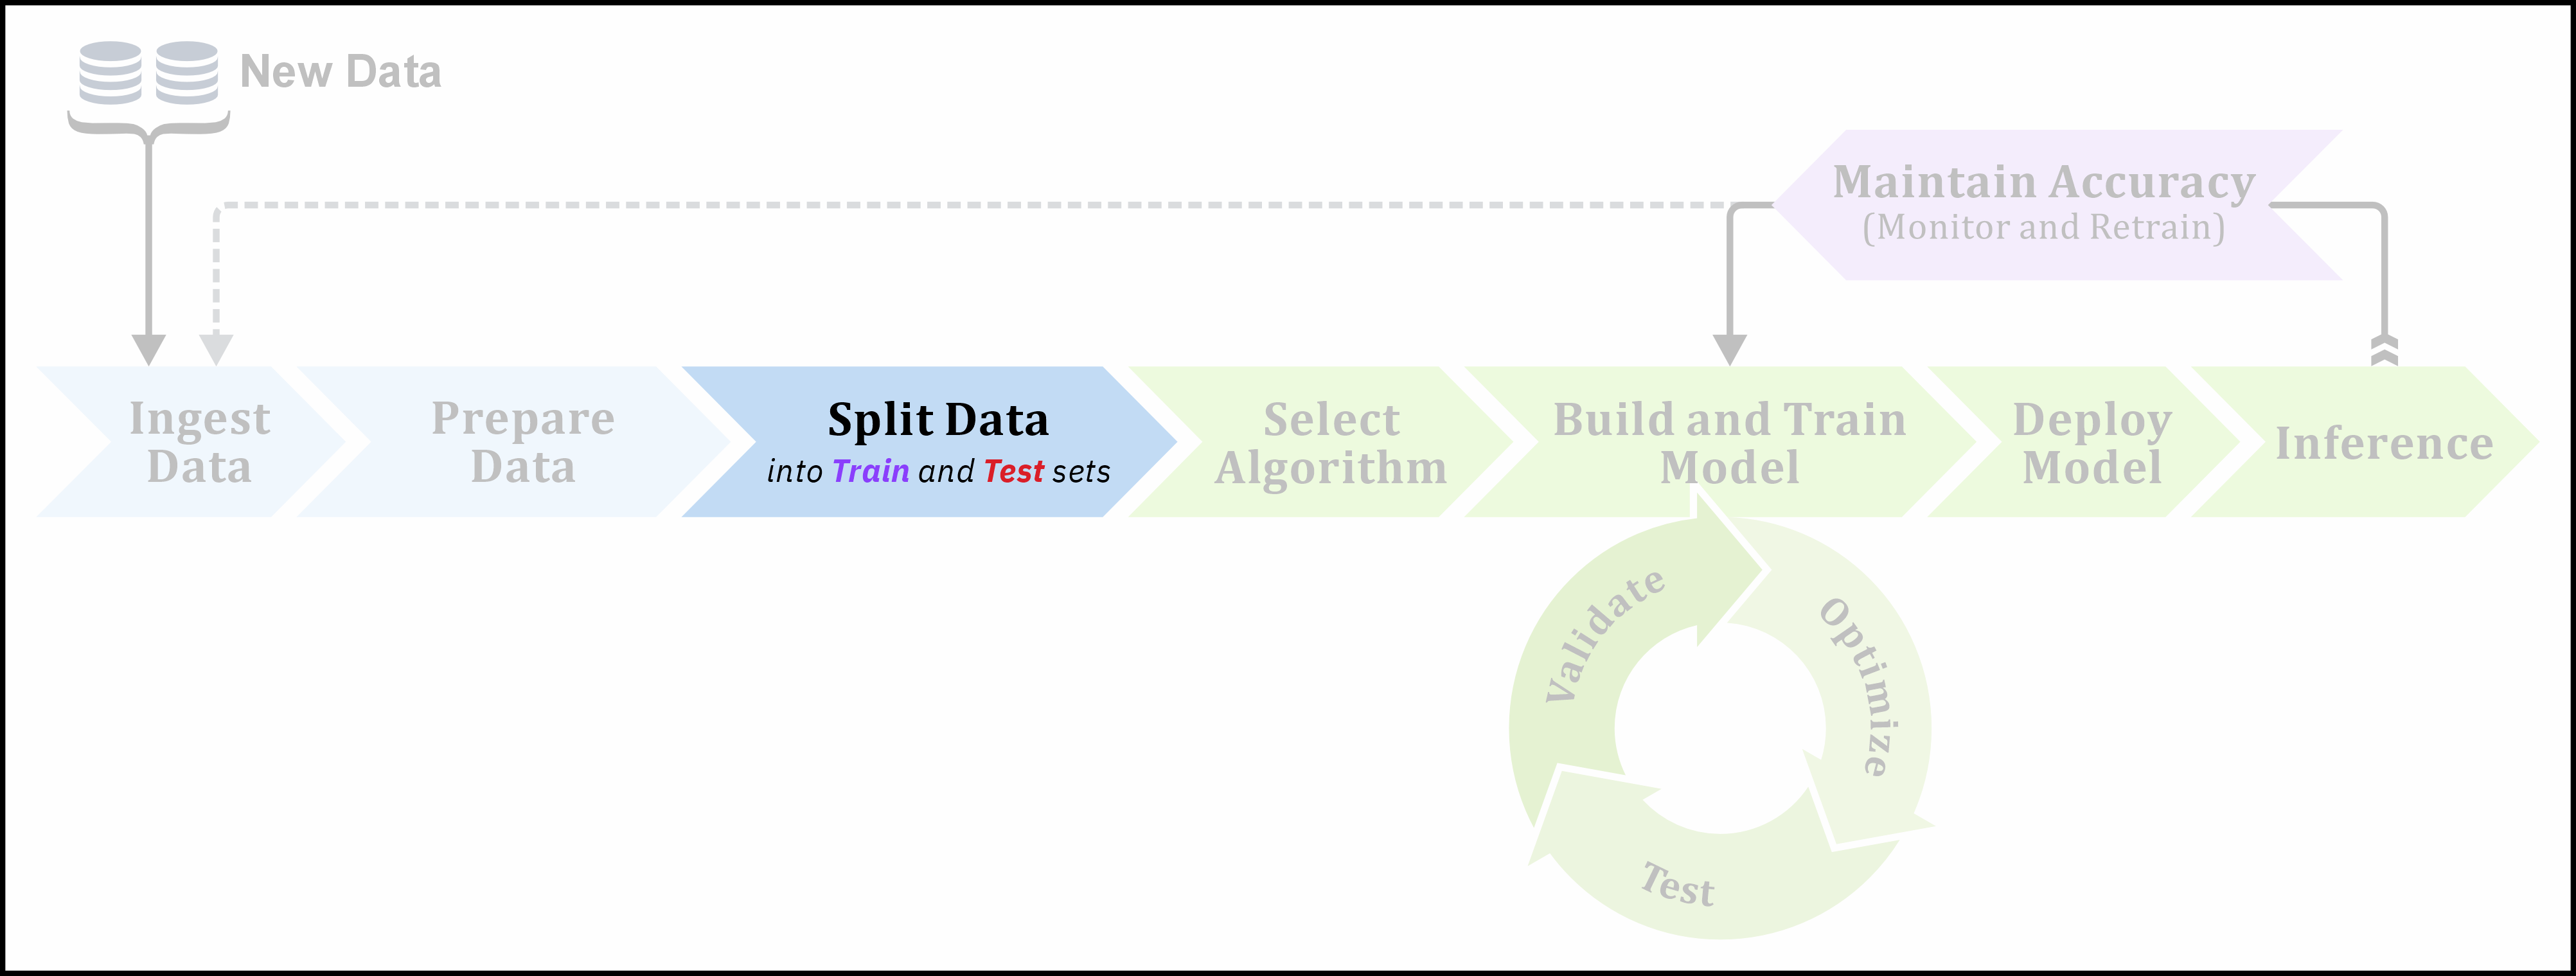 New Data
Maintain Accuracy
(Monitor and Retrain)
Ingest
Data
Prepare
Data
Split Data
into Train and Test sets
Select
Algorithm
Build and Train
Model
Deploy
Model
Inference
Validate
Optimize
Test